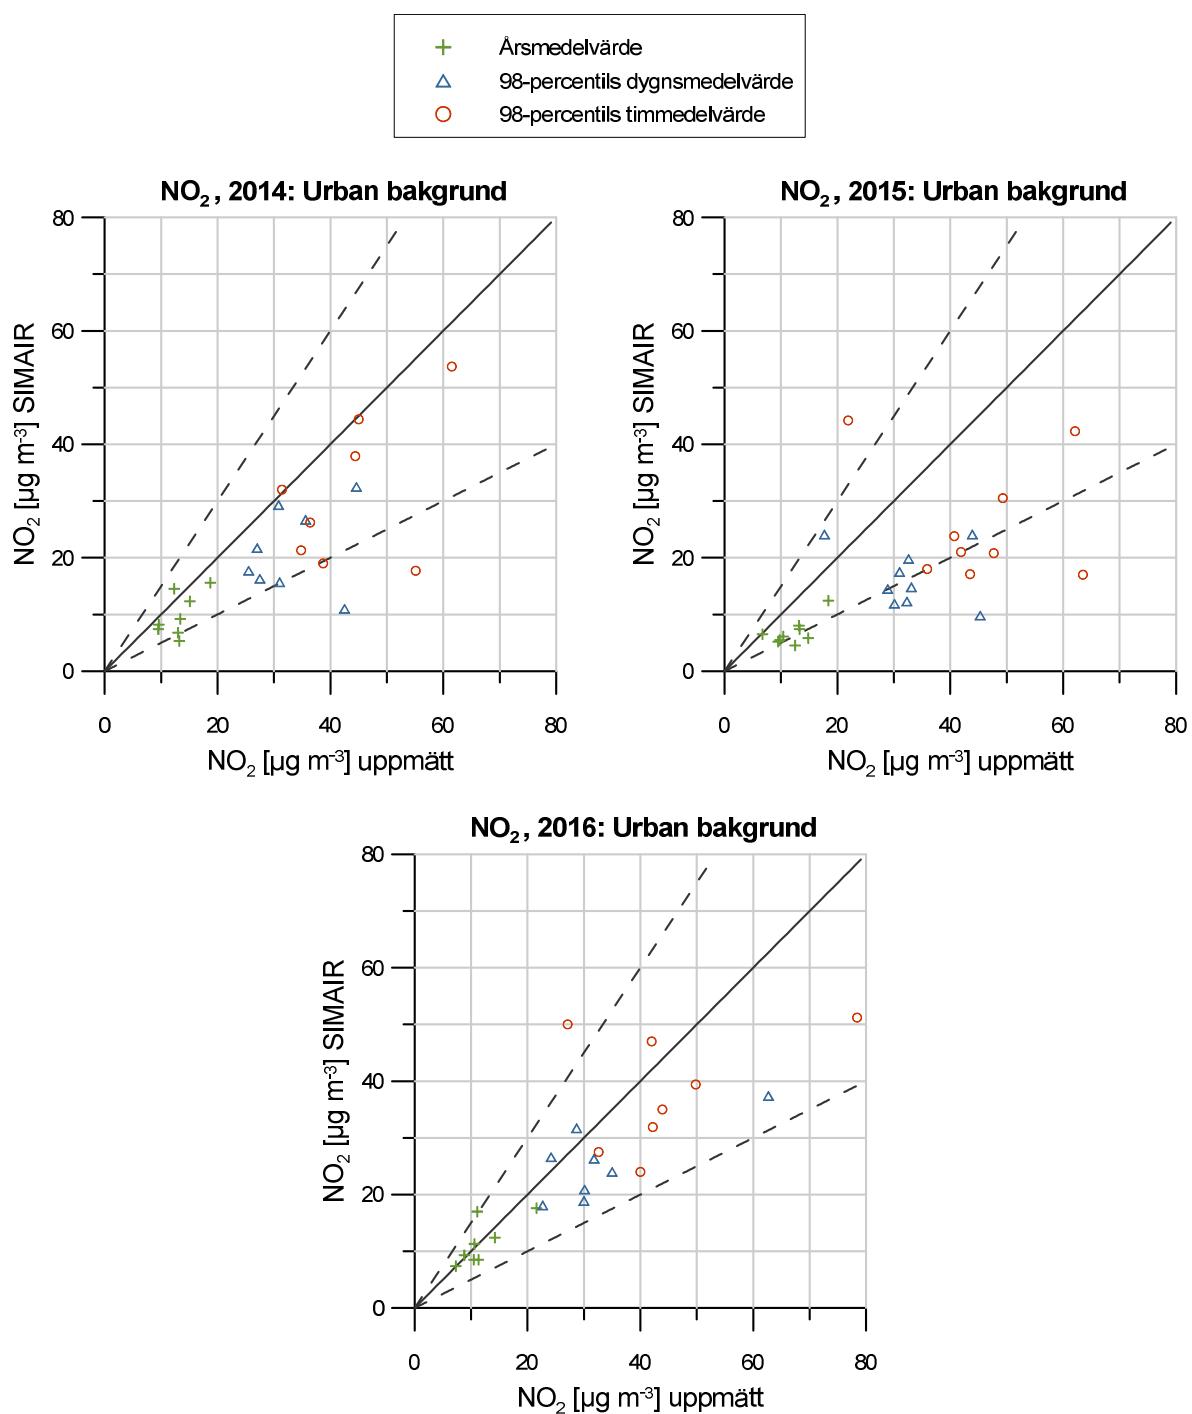 Årsmedelvärde
98-percentils dygnsmedelvärde
98-percentils timmedelvärde
NO₂, 2014: Urban bakgrund
80
60
40
20
0
NO₂ [µg m⁻³] SIMAIR
0 20 40 60 80
NO₂ [µg m⁻³] uppmätt
NO₂, 2015: Urban bakgrund
80
60
40
20
0
NO₂ [µg m⁻³] SIMAIR
0 20 40 60 80
NO₂ [µg m⁻³] uppmätt
NO₂, 2016: Urban bakgrund
80
60
40
20
0
NO₂ [µg m⁻³] SIMAIR
0 20 40 60 80
NO₂ [µg m⁻³] uppmätt